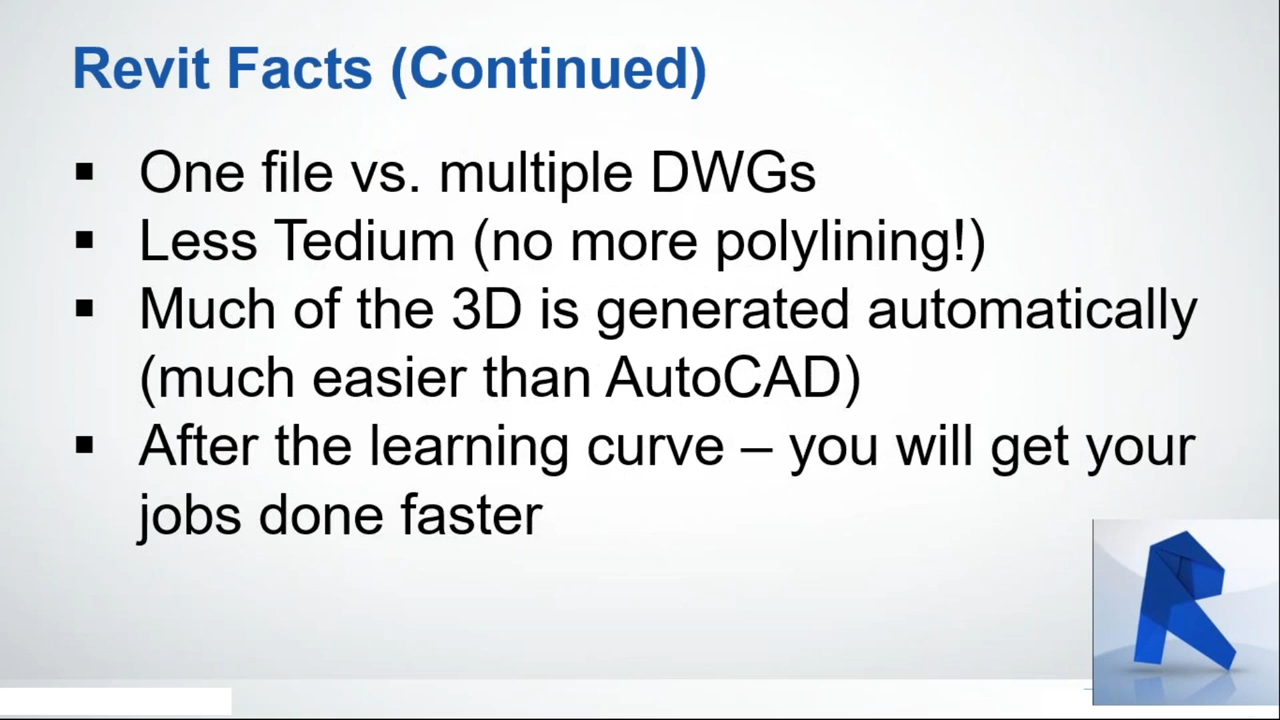 Revit Facts (Continued)
▪ One file vs. multiple DWGs
▪ Less Tedium (no more polylining!)
▪ Much of the 3D is generated automatically
(much easier than AutoCAD)
▪ After the learning curve – you will get your
jobs done faster